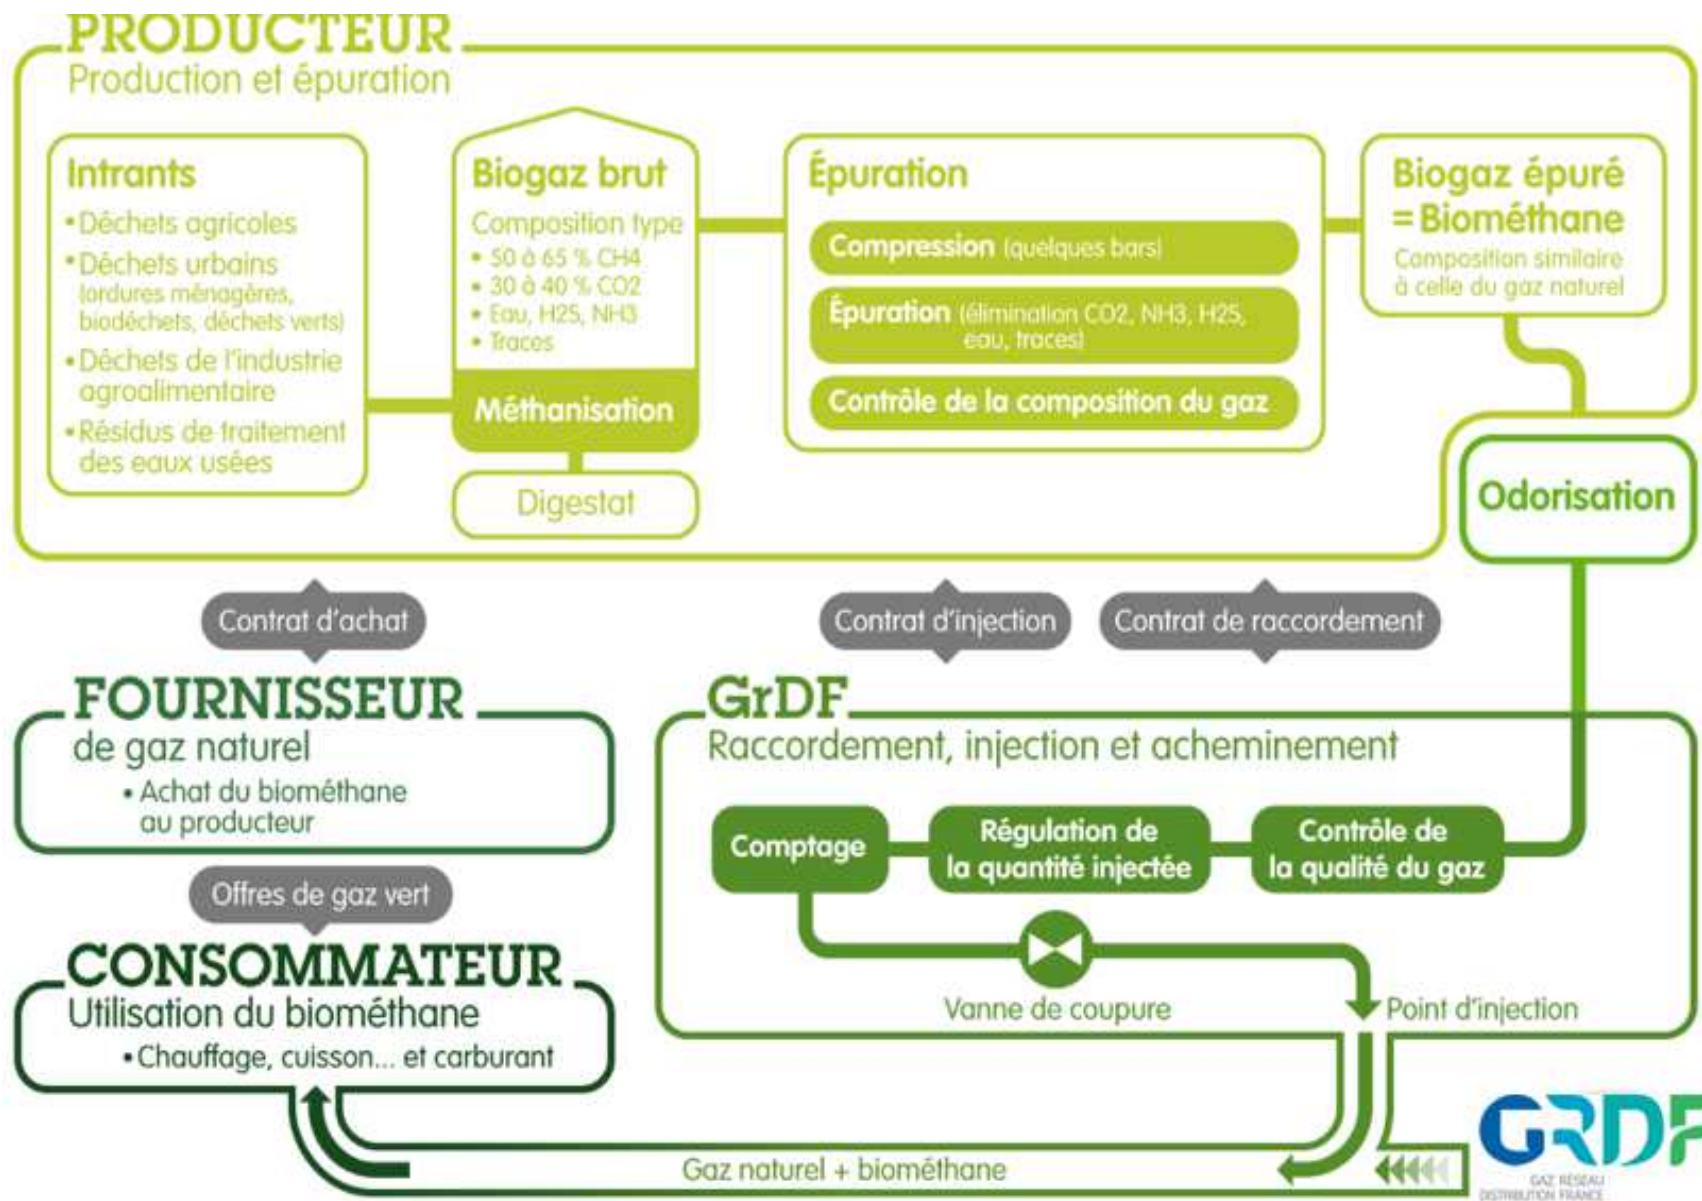 PRODUCTEUR
Production et épuration
Intrants
• Déchets agricoles
• Déchets urbains
(ordures ménagères,
biodéchets, déchets verts)
• Déchets de l'industrie
agroalimentaire
• Résidus de traitement
des eaux usées
Biogaz brut
Composition type
• 50 à 65 % CH4
• 30 à 40 % CO2
• Eau, H2S, NH3
• Traces
Méthanisation
Digestat
Épuration
Compression (quelques bars)
Épuration (élimination CO2, NH3, H2S,
eau, traces)
Contrôle de la composition du gaz
Biogaz épuré
= Biométhane
Composition similaire
à celle du gaz naturel
Odorisation
Contrat d'achat
Contrat d'injection
Contrat de raccordement
FOURNISSEUR
de gaz naturel
• Achat du biométhane
au producteur
Offres de gaz vert
CONSOMMATEUR
Utilisation du biométhane
• Chauffage, cuisson... et carburant
GrDF
Raccordement, injection et acheminement
Comptage
Régulation de
la quantité injectée
Contrôle de
la qualité du gaz
Vanne de coupure
Point d'injection
Gaz naturel + biométhane
GRDF
GAZ RÉSEAU
DISTRIBUTION FRANCE